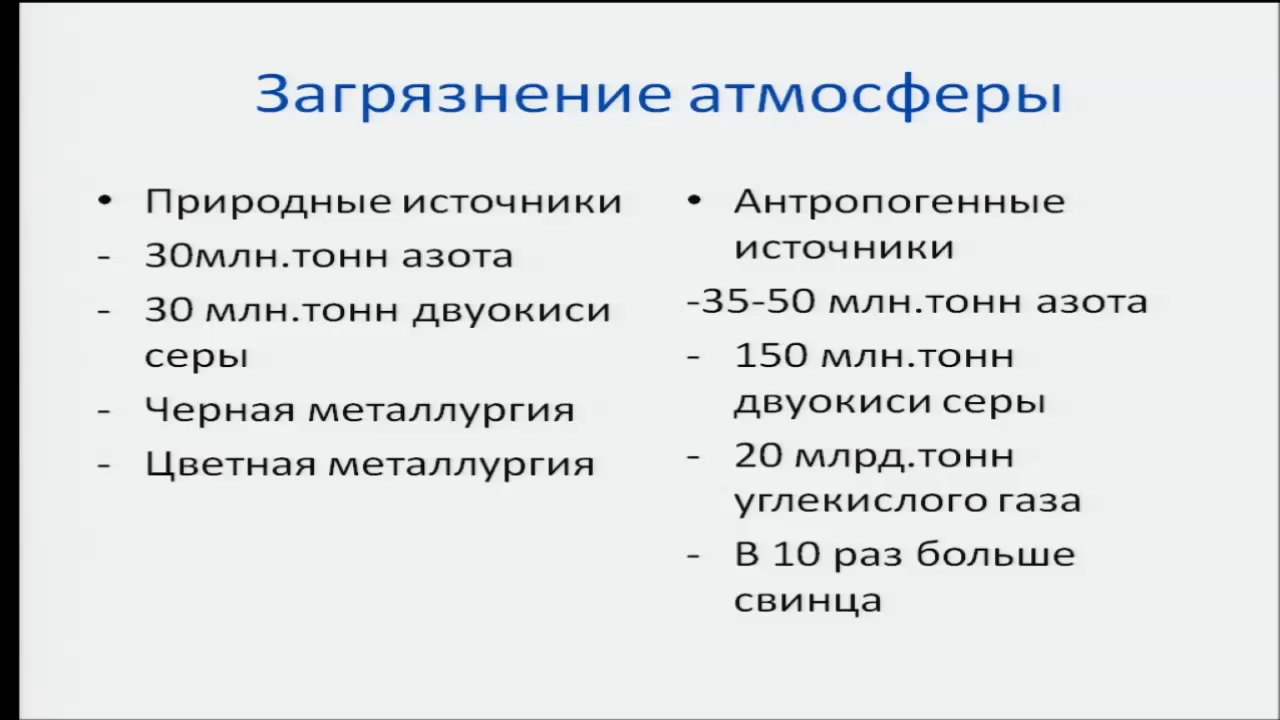 Загрязнение атмосферы
• Природные источники
- 30млн.тонн азота
- 30 млн.тонн двуокиси
серы
- Черная металлургия
- Цветная металлургия
• Антропогенные
источники
-35-50 млн.тонн азота
- 150 млн.тонн
двуокиси серы
- 20 млрд.тонн
углекислого газа
- В 10 раз больше
свинца